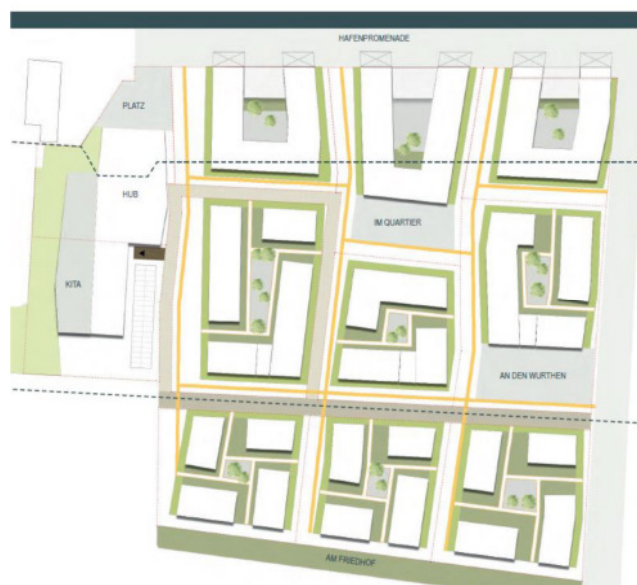 HAFENPROMENADE
PLATZ
HUB
IM QUARTIER
KITA
AN DEN WURTHEN
AM FRIEDHOF